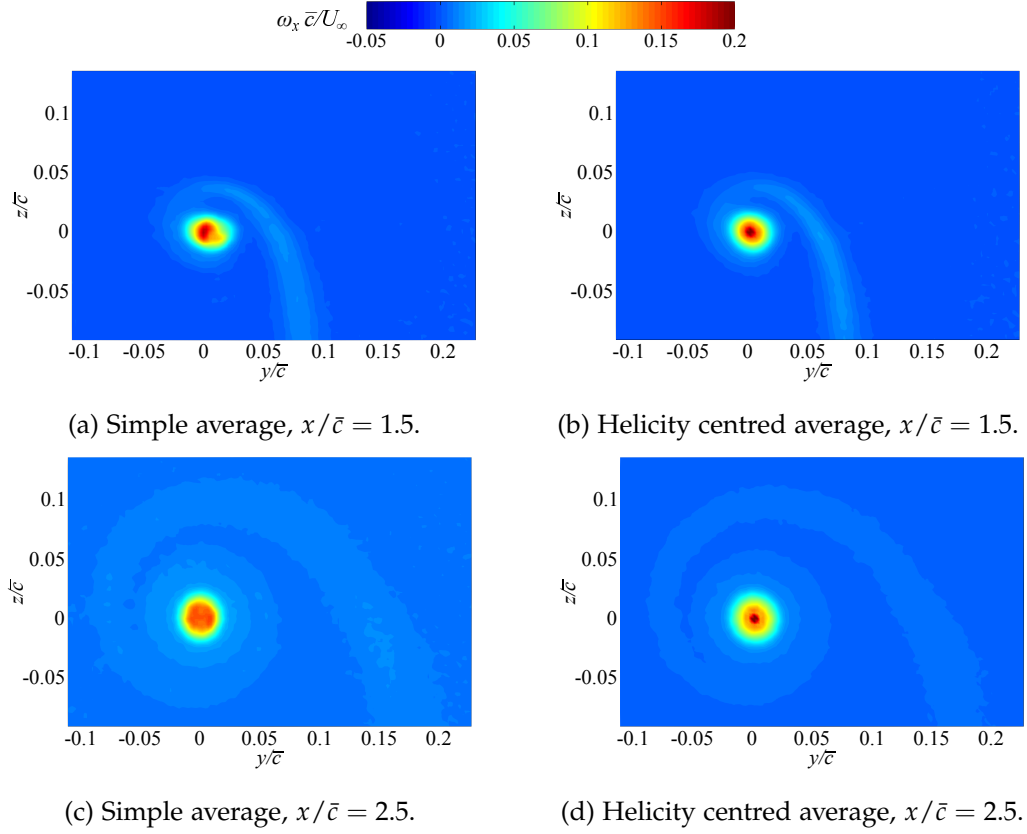 ω_x c̅/U_∞
-0.05 0 0.05 0.1 0.15 0.2
0.1
0.05
0
-0.05
z/c̅
-0.1 -0.05 0 0.05 0.1 0.15 0.2
y/c̅
0.1
0.05
0
-0.05
z/c̅
-0.1 -0.05 0 0.05 0.1 0.15 0.2
y/c̅
(a) Simple average, x/c̄ = 1.5.
(b) Helicity centred average, x/c̄ = 1.5.
0.1
0.05
0
-0.05
z/c̅
-0.1 -0.05 0 0.05 0.1 0.15 0.2
y/c̅
0.1
0.05
0
-0.05
z/c̅
-0.1 -0.05 0 0.05 0.1 0.15 0.2
y/c̅
(c) Simple average, x/c̄ = 2.5.
(d) Helicity centred average, x/c̄ = 2.5.